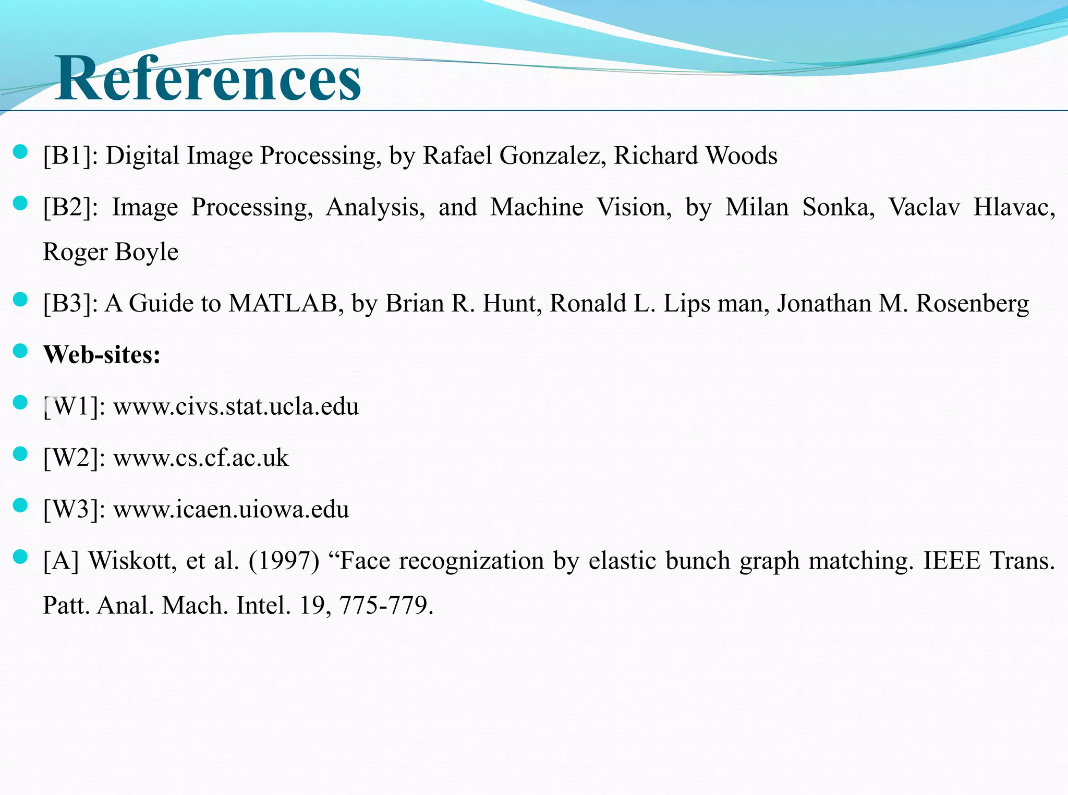 References
[B1]: Digital Image Processing, by Rafael Gonzalez, Richard Woods
[B2]: Image Processing, Analysis, and Machine Vision, by Milan Sonka, Vaclav Hlavac,
Roger Boyle
[B3]: A Guide to MATLAB, by Brian R. Hunt, Ronald L. Lips man, Jonathan M. Rosenberg
Web-sites:
[W1]: www.civs.stat.ucla.edu
[W2]: www.cs.cf.ac.uk
[W3]: www.icaen.uiowa.edu
[A] Wiskott, et al. (1997) “Face recognization by elastic bunch graph matching. IEEE Trans.
Patt. Anal. Mach. Intel. 19, 775-779.